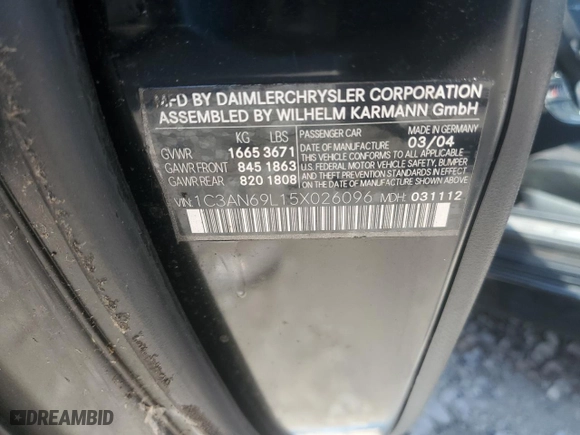 MFD BY DAIMLERCHRYSLER CORPORATION
ASSEMBLED BY WILHELM KARMANN GmbH
KG LBS
GVWR 1665 3671
GAWR FRONT 845 1863
GAWR REAR 820 1808
PASSENGER CAR MADE IN GERMANY
DATE OF MANUFACTURE 03/04
THIS VEHICLE CONFORMS TO ALL APPLICABLE
U.S. FEDERAL MOTOR VEHICLE SAFETY, BUMPER
AND THEFT PREVENTION STANDARDS IN EFFECT
ON THE DATE OF MANUFACTURE SHOWN ABOVE.
VIN: 1C3AN69L15X026096 MDH: 031112
DREAMBID